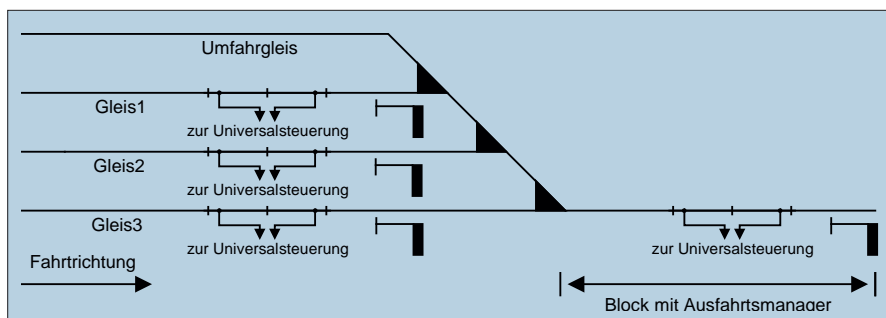 Umfahrgleis
Gleis1
zur Universalsteuerung
Gleis2
zur Universalsteuerung
Gleis3
zur Universalsteuerung
zur Universalsteuerung
Fahrtrichtung
Block mit Ausfahrtsmanager